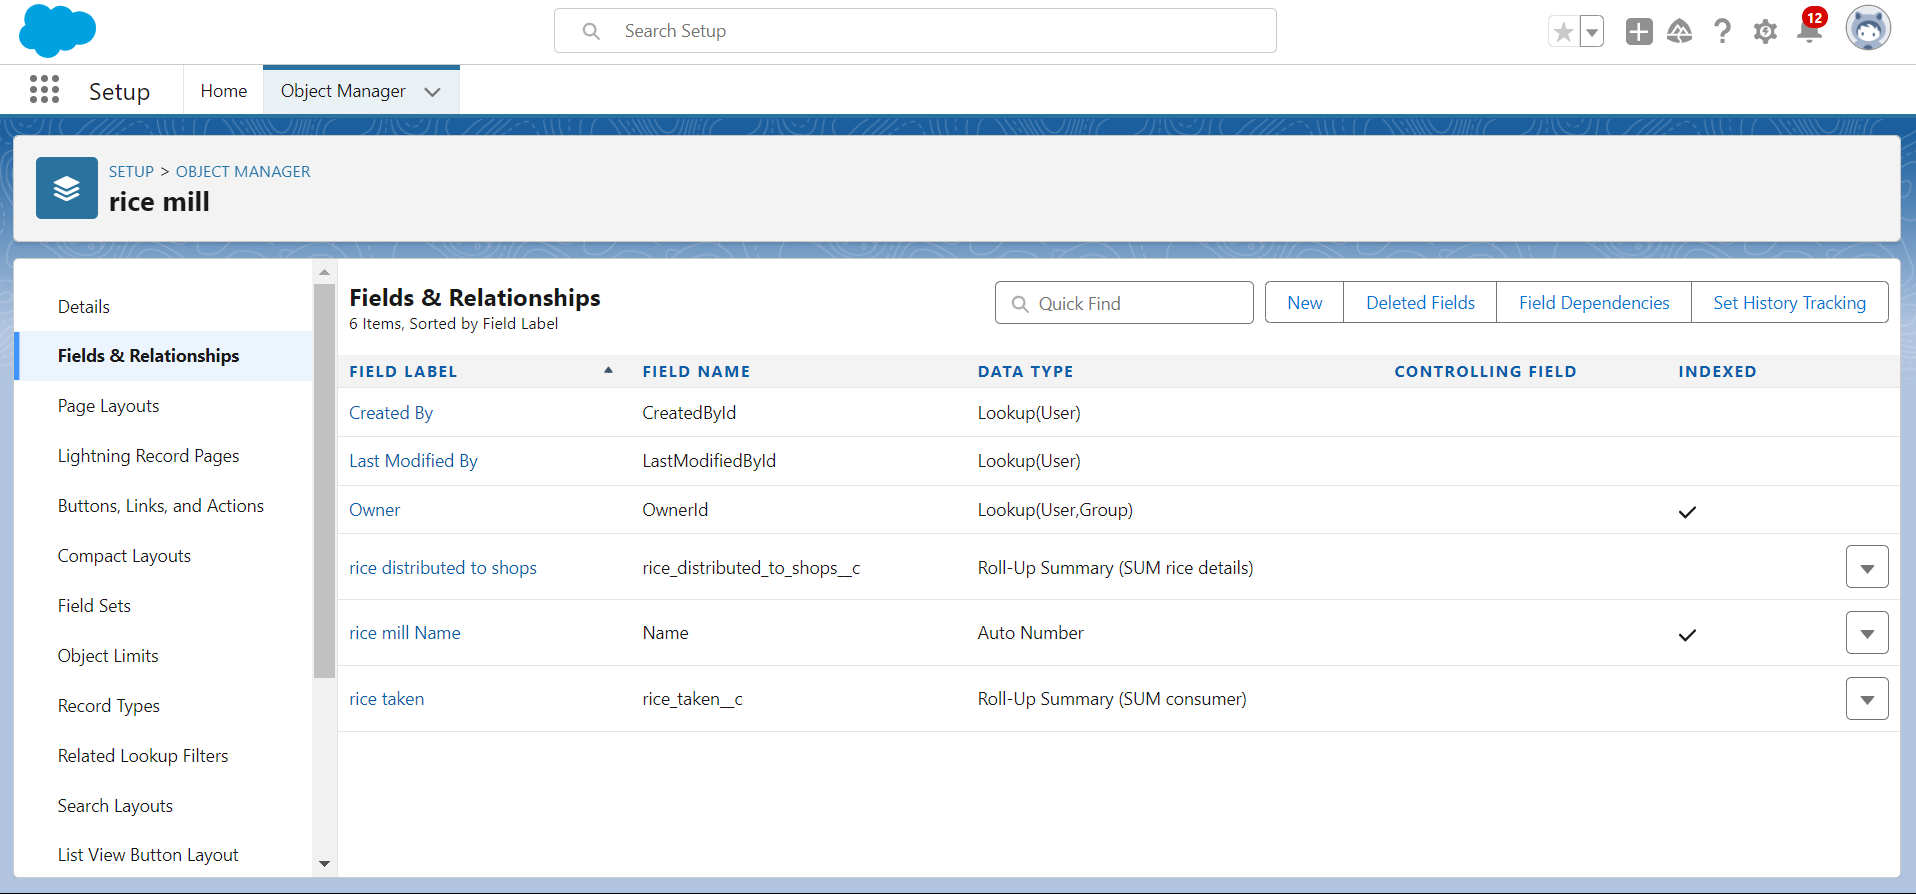 Search Setup
12
Setup
Home
Object Manager
SETUP > OBJECT MANAGER
rice mill
Details
Fields & Relationships
Page Layouts
Lightning Record Pages
Buttons, Links, and Actions
Compact Layouts
Field Sets
Object Limits
Record Types
Related Lookup Filters
Search Layouts
List View Button Layout
Fields & Relationships
6 Items, Sorted by Field Label
Quick Find
New
Deleted Fields
Field Dependencies
Set History Tracking
FIELD LABEL FIELD NAME DATA TYPE CONTROLLING FIELD INDEXED
Created By CreatedById Lookup(User)
Last Modified By LastModifiedById Lookup(User)
Owner OwnerId Lookup(User,Group)
rice distributed to shops rice_distributed_to_shops__c Roll-Up Summary (SUM rice details)
rice mill Name Name Auto Number
rice taken rice_taken__c Roll-Up Summary (SUM consumer)